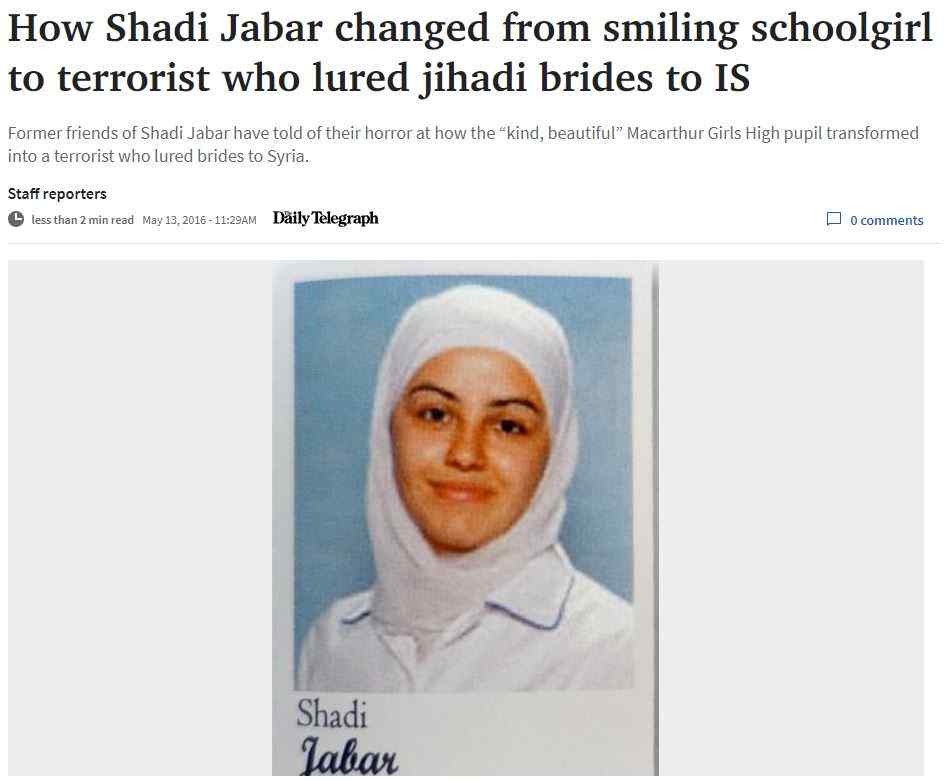 How Shadi Jabar changed from smiling schoolgirl
to terrorist who lured jihadi brides to IS
Former friends of Shadi Jabar have told of their horror at how the “kind, beautiful” Macarthur Girls High pupil transformed
into a terrorist who lured brides to Syria.
Staff reporters
less than 2 min read May 13, 2016 - 11:29AM The Daily Telegraph
0 comments
Shadi
Jabar